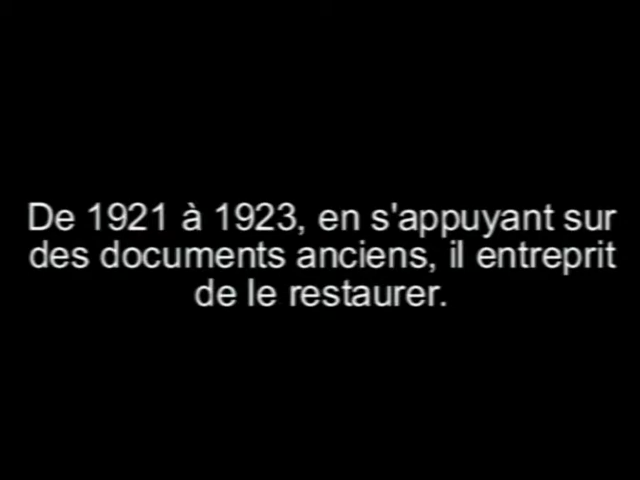 De 1921 à 1923, en s'appuyant sur
des documents anciens, il entreprit
de le restaurer.